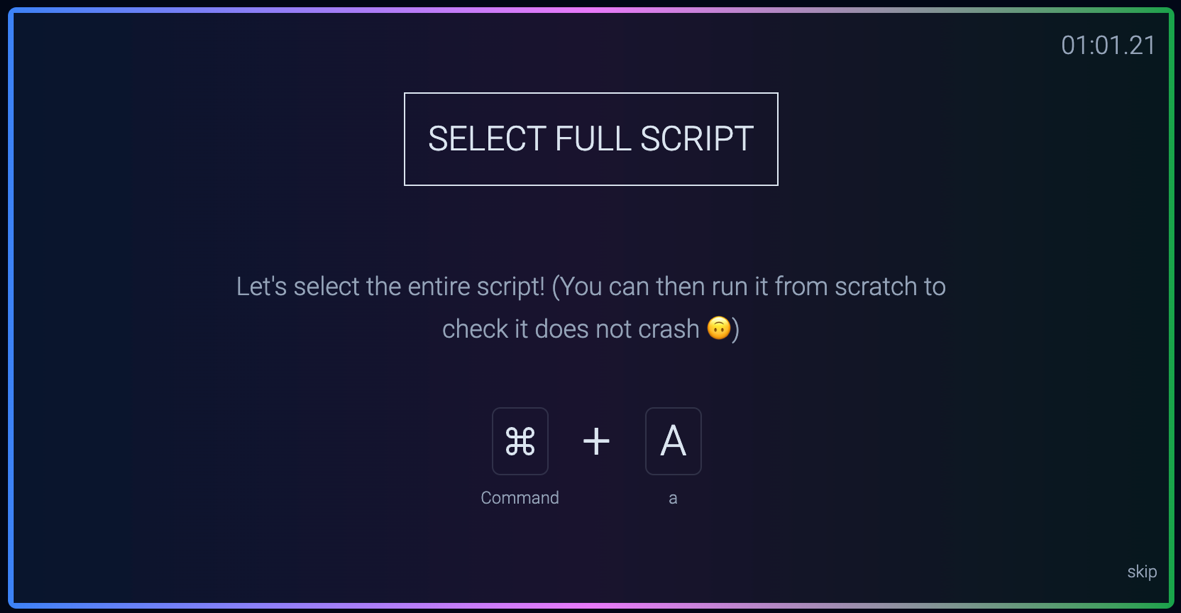 01:01.21
SELECT FULL SCRIPT
Let's select the entire script! (You can then run it from scratch to
check it does not crash 🙃)
⌘ + A
Command a
skip